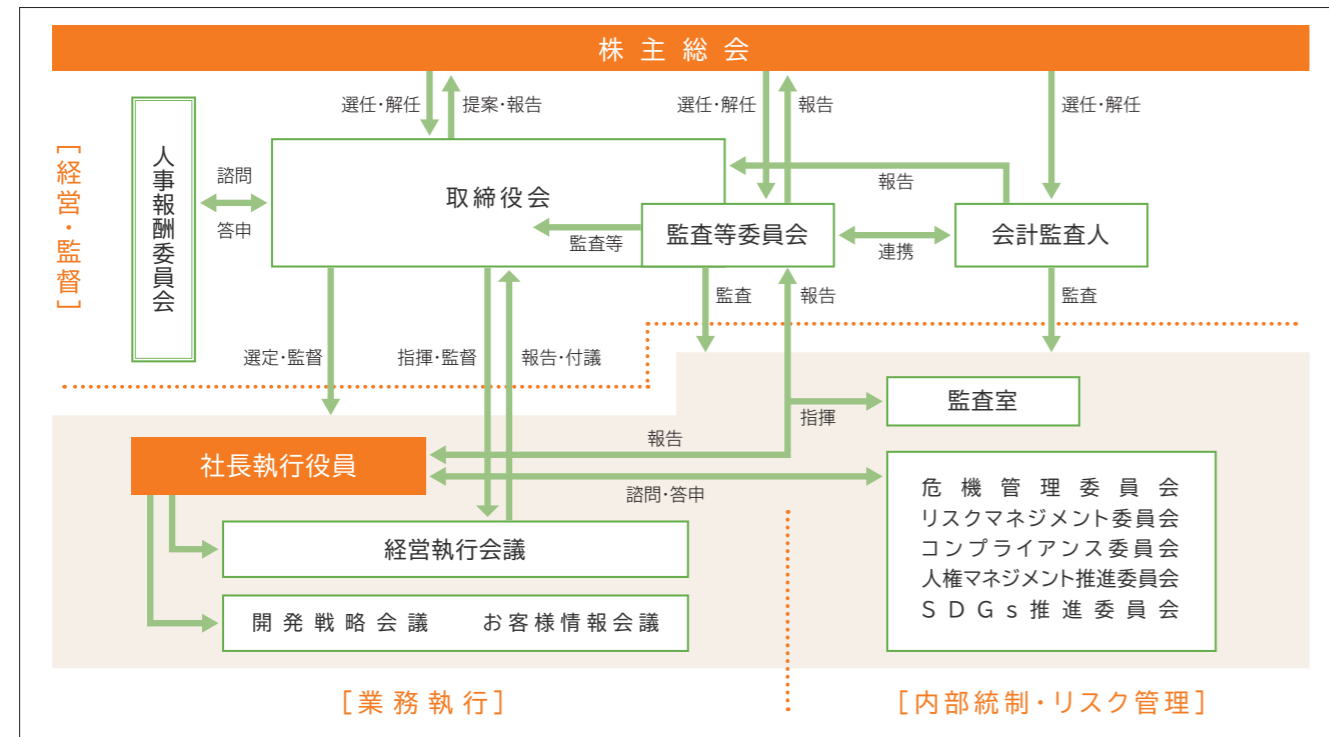 株主総会
選任・解任
提案・報告
選任・解任
報告
選任・解任
[経営・監督]
人事報酬委員会
諮問
答申
取締役会
報告
監査等
監査等委員会
連携
会計監査人
監査
報告
監査
選定・監督
指揮・監督
報告・付議
監査室
指揮
報告
社長執行役員
諮問・答申
経営執行会議
開発戦略会議 お客様情報会議
危機管理委員会
リスクマネジメント委員会
コンプライアンス委員会
人権マネジメント推進委員会
SDGs推進委員会
[業務執行]
[内部統制・リスク管理]